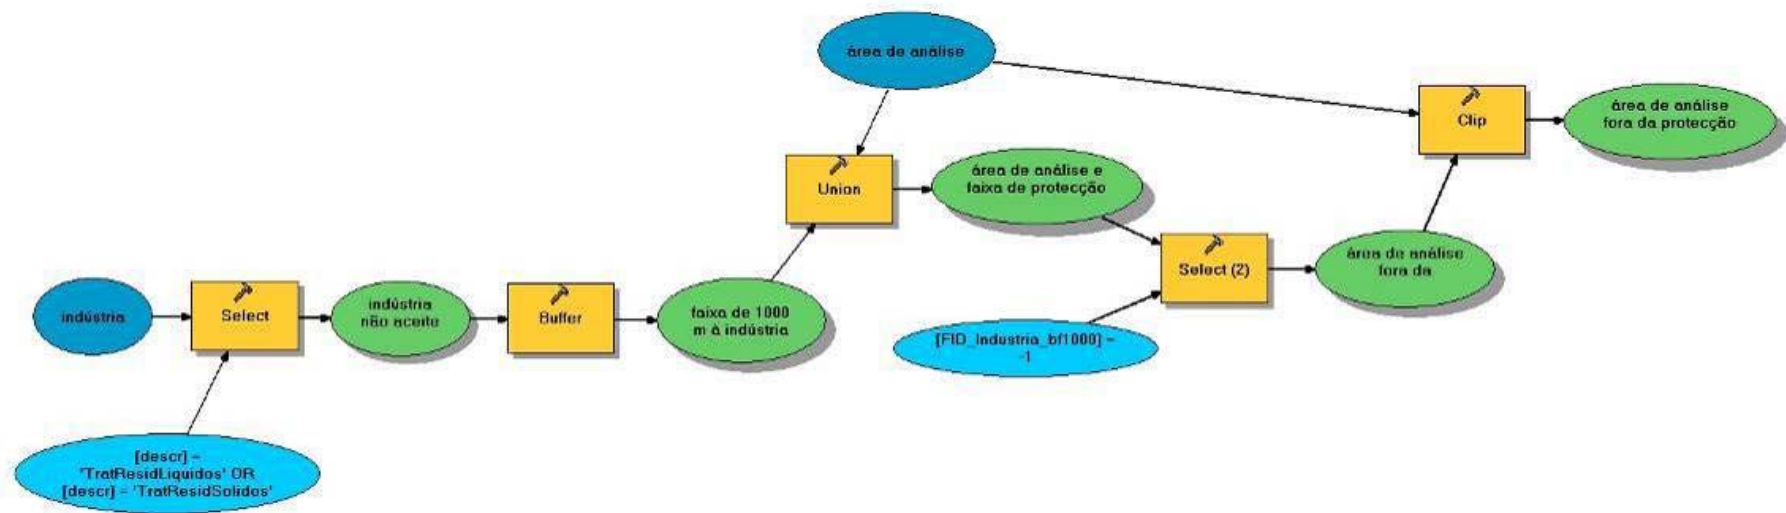 área de análise
Clip
área de análise
fora da protecção
Union
área de análise e
faixa de protecção
Select (2)
área de análise
fora da
indústria
Select
indústria
não aceite
Buffer
faixa de 1000
m à indústria
[FID_Industria_bf1000] =
-1
[descr] =
'TratResidLiquidos' OR
[descr] = 'TratResidSolidos'